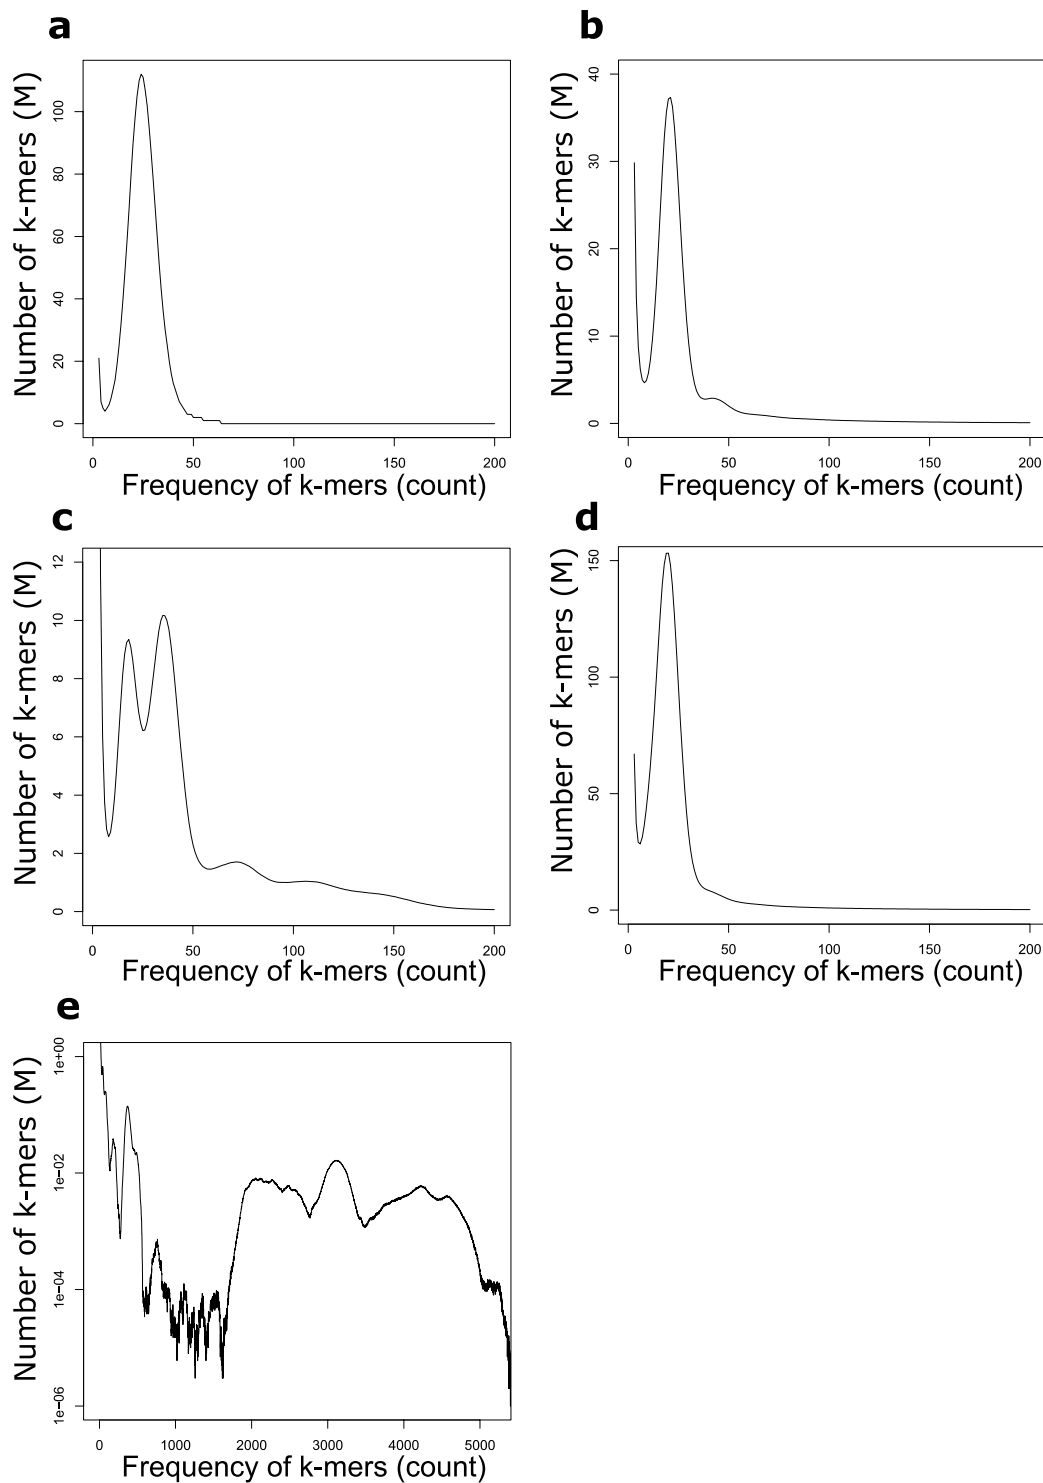 a
Number of k-mers (M)
0 20 40 60 80 100
0 50 100 150 200
Frequency of k-mers (count)
b
Number of k-mers (M)
0 10 20 30 40
0 50 100 150 200
Frequency of k-mers (count)
c
Number of k-mers (M)
0 2 4 6 8 10 12
0 50 100 150 200
Frequency of k-mers (count)
d
Number of k-mers (M)
0 50 100 150
0 50 100 150 200
Frequency of k-mers (count)
e
Number of k-mers (M)
1e-06 1e-04 1e-02 1e+00
0 1000 2000 3000 4000 5000
Frequency of k-mers (count)